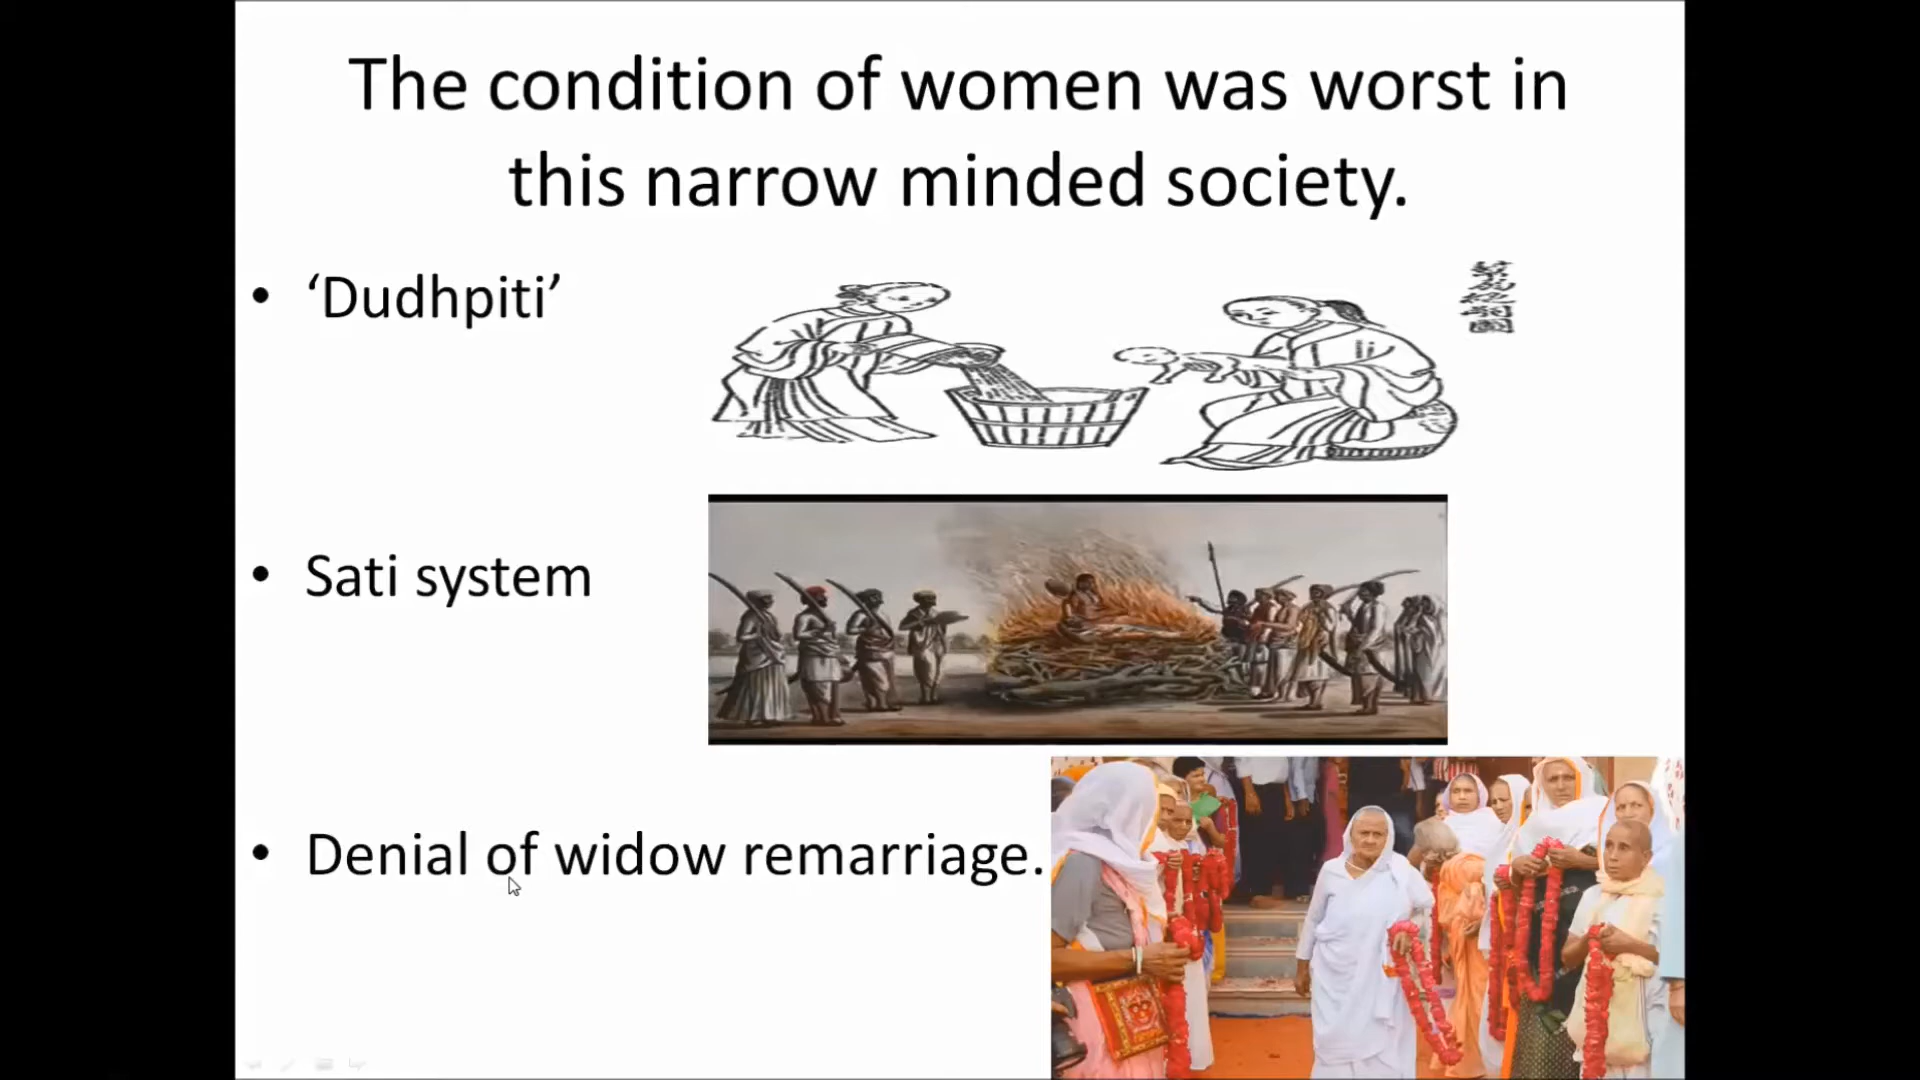 The condition of women was worst in
this narrow minded society.
• ‘Dudhpiti’
• Sati system
• Denial of widow remarriage.